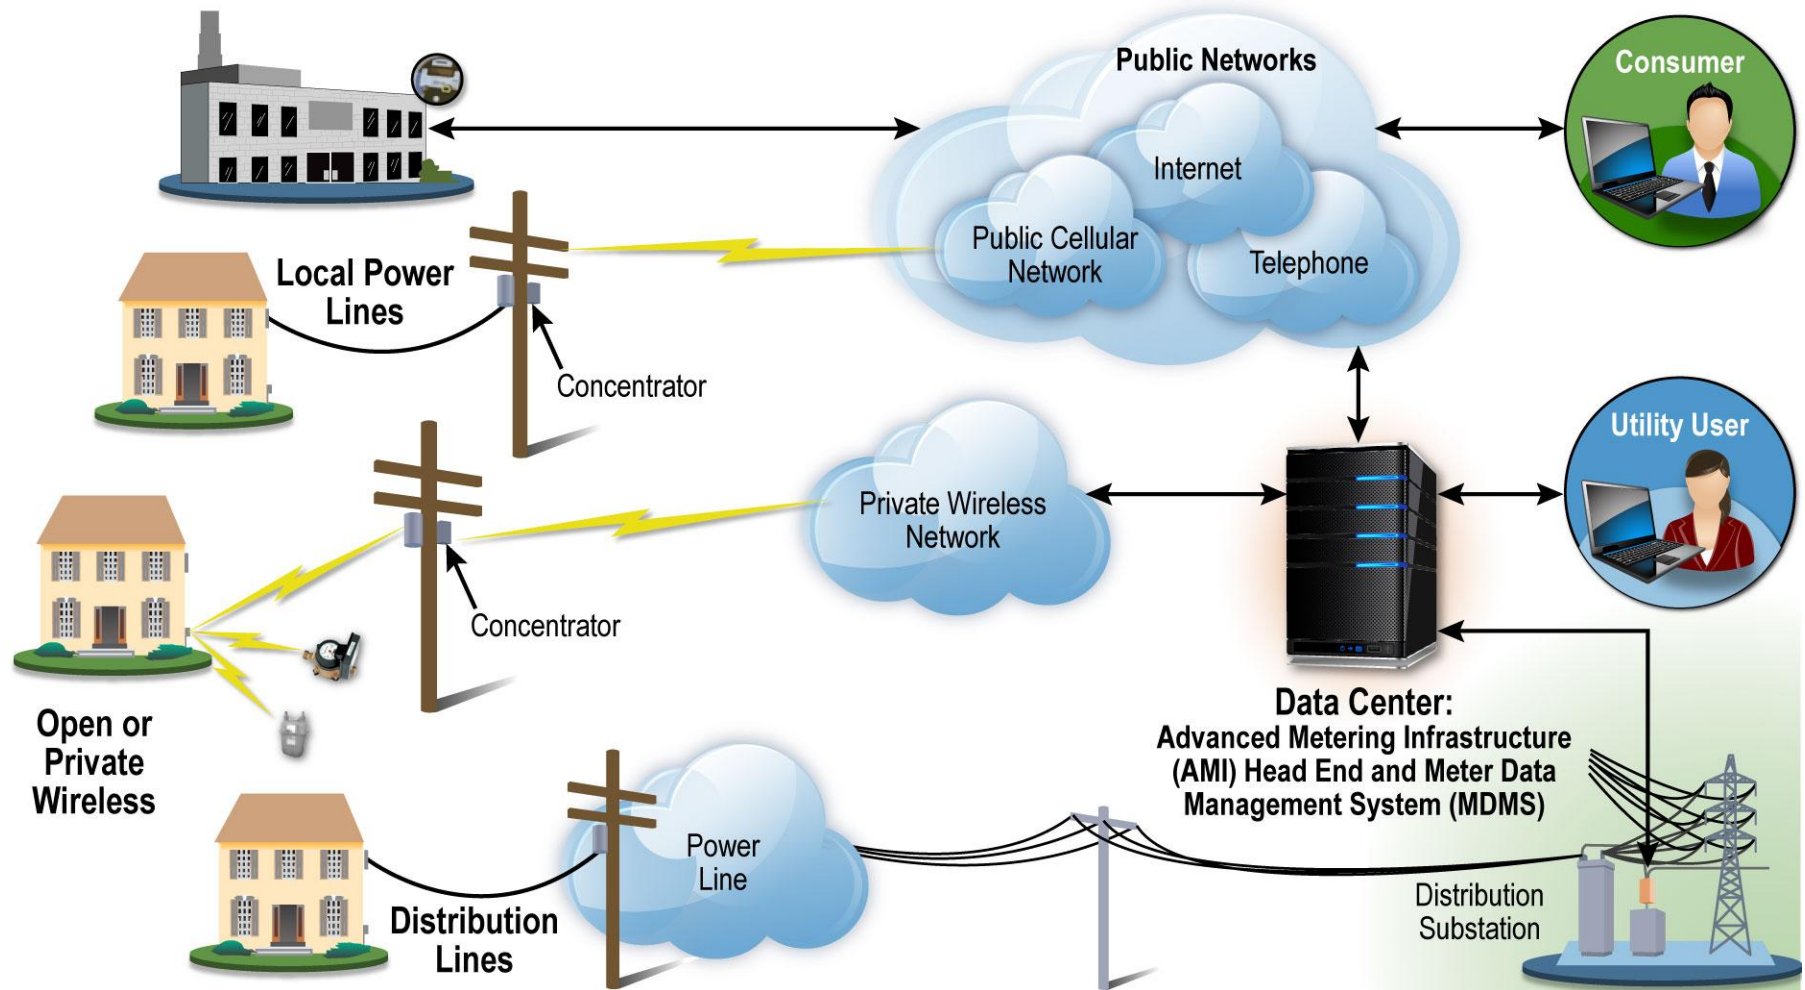 Public Networks
Consumer
Internet
Public Cellular
Network
Telephone
Local Power
Lines
Concentrator
Utility User
Private Wireless
Network
Concentrator
Open or
Private
Wireless
Data Center:
Advanced Metering Infrastructure
(AMI) Head End and Meter Data
Management System (MDMS)
Power
Line
Distribution
Lines
Distribution
Substation